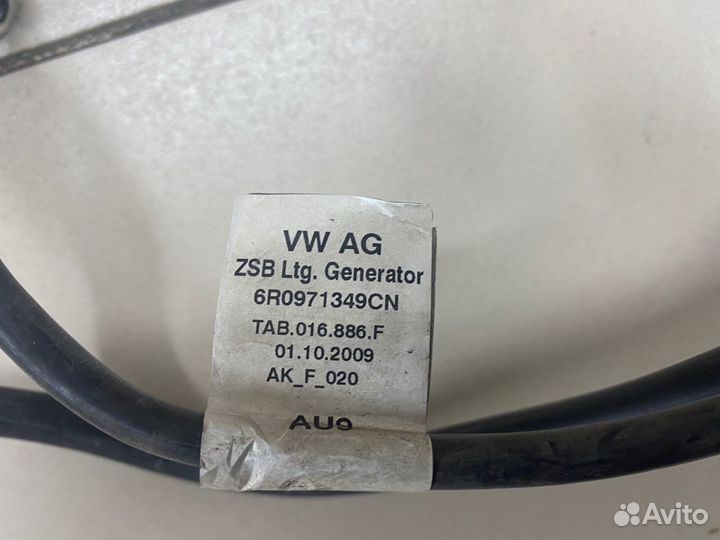 VW AG
ZSB Ltg. Generator
6R0971349CN
TAB.016.886.F
01.10.2009
AK_F_020
AU9
Avito